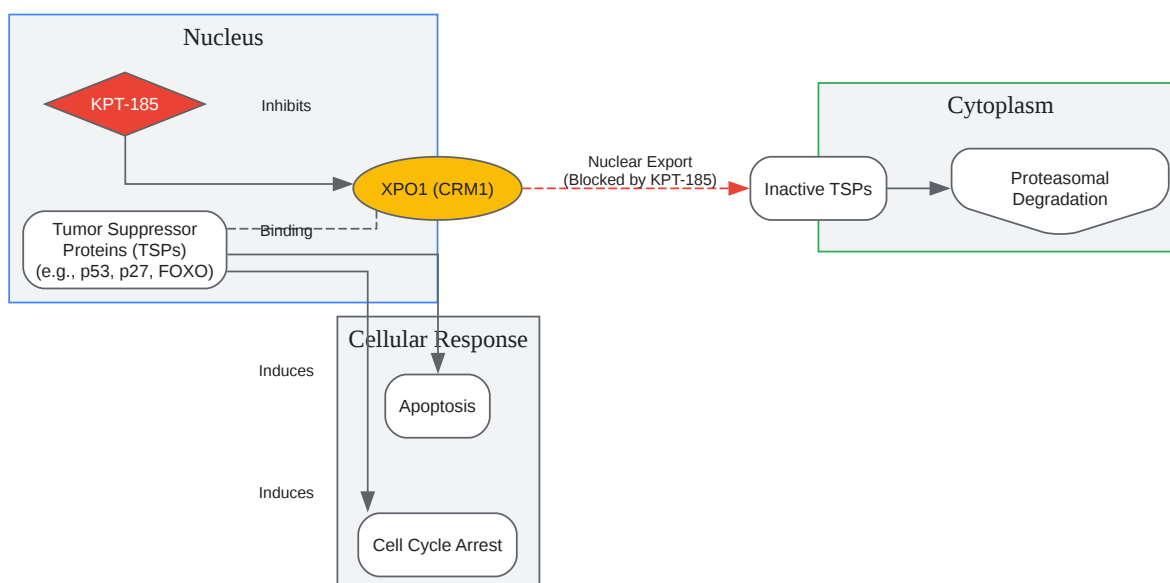 Nucleus
KPT-185
Inhibits
XPO1 (CRM1)
Nuclear Export
(Blocked by KPT-185)
Cytoplasm
Inactive TSPs
Proteasomal
Degradation
Tumor Suppressor
Proteins (TSPs)
(e.g., p53, p27, FOXO)
Binding
Cellular Response
Induces
Apoptosis
Induces
Cell Cycle Arrest